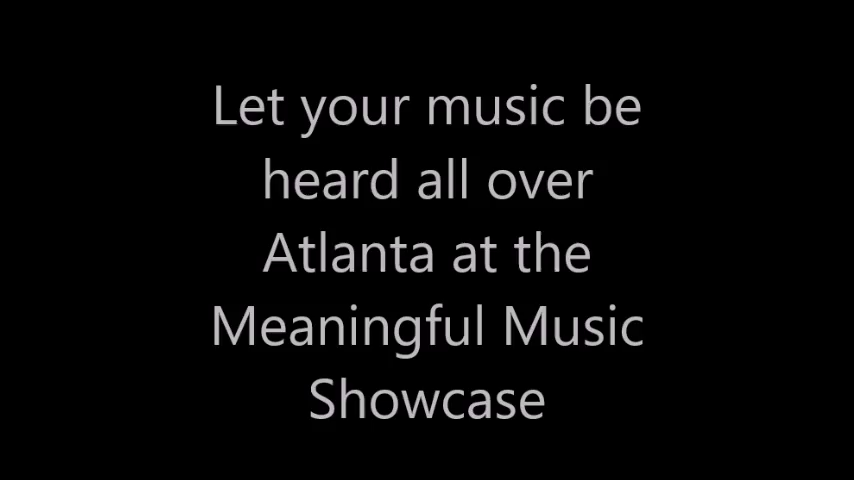 Let your music be
heard all over
Atlanta at the
Meaningful Music
Showcase